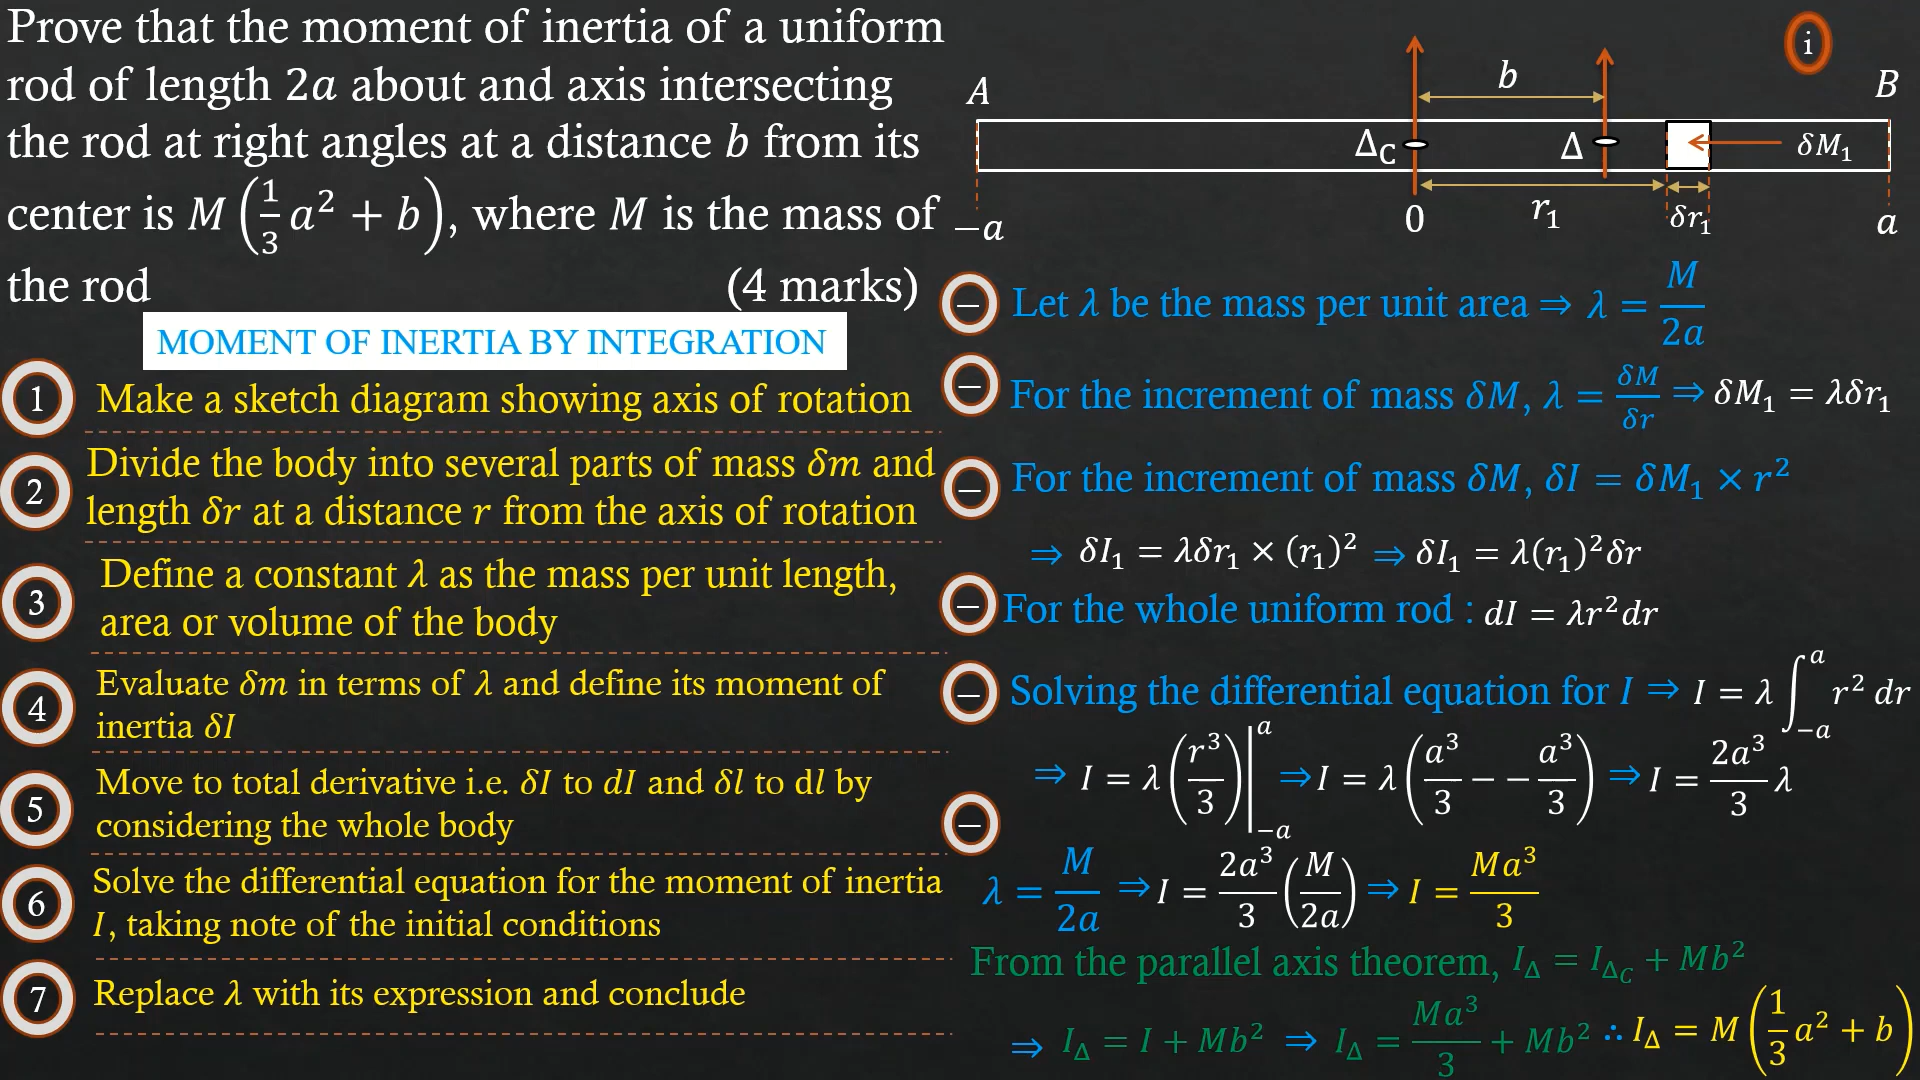 Prove that the moment of inertia of a uniform
rod of length 2a about and axis intersecting
the rod at right angles at a distance b from its
center is M(1/3 a² + b), where M is the mass of
the rod (4 marks)
MOMENT OF INERTIA BY INTEGRATION
1 Make a sketch diagram showing axis of rotation
2 Divide the body into several parts of mass δm and
length δr at a distance r from the axis of rotation
3 Define a constant λ as the mass per unit length,
area or volume of the body
4 Evaluate δm in terms of λ and define its moment of
inertia δI
5 Move to total derivative i.e. δI to dI and δl to dl by
considering the whole body
6 Solve the differential equation for the moment of inertia
I, taking note of the initial conditions
7 Replace λ with its expression and conclude
i
A b B
Δ_C Δ δM₁
−a 0 r₁ δr₁ a
− Let λ be the mass per unit area ⇒ λ = M/2a
− For the increment of mass δM, λ = δM/δr ⇒ δM₁ = λδr₁
− For the increment of mass δM, δI = δM₁ × r²
⇒ δI₁ = λδr₁ × (r₁)² ⇒ δI₁ = λ(r₁)²δr
− For the whole uniform rod : dI = λr²dr
− Solving the differential equation for I ⇒ I = λ∫_{−a}^{a} r² dr
⇒ I = λ(r³/3)|_{−a}^{a} ⇒ I = λ(a³/3 − − a³/3) ⇒ I = 2a³/3 λ
−
λ = M/2a ⇒ I = 2a³/3 (M/2a) ⇒ I = Ma³/3
From the parallel axis theorem, I_Δ = I_{Δ_C} + Mb²
⇒ I_Δ = I + Mb² ⇒ I_Δ = Ma³/3 + Mb² ∴ I_Δ = M(1/3 a² + b)